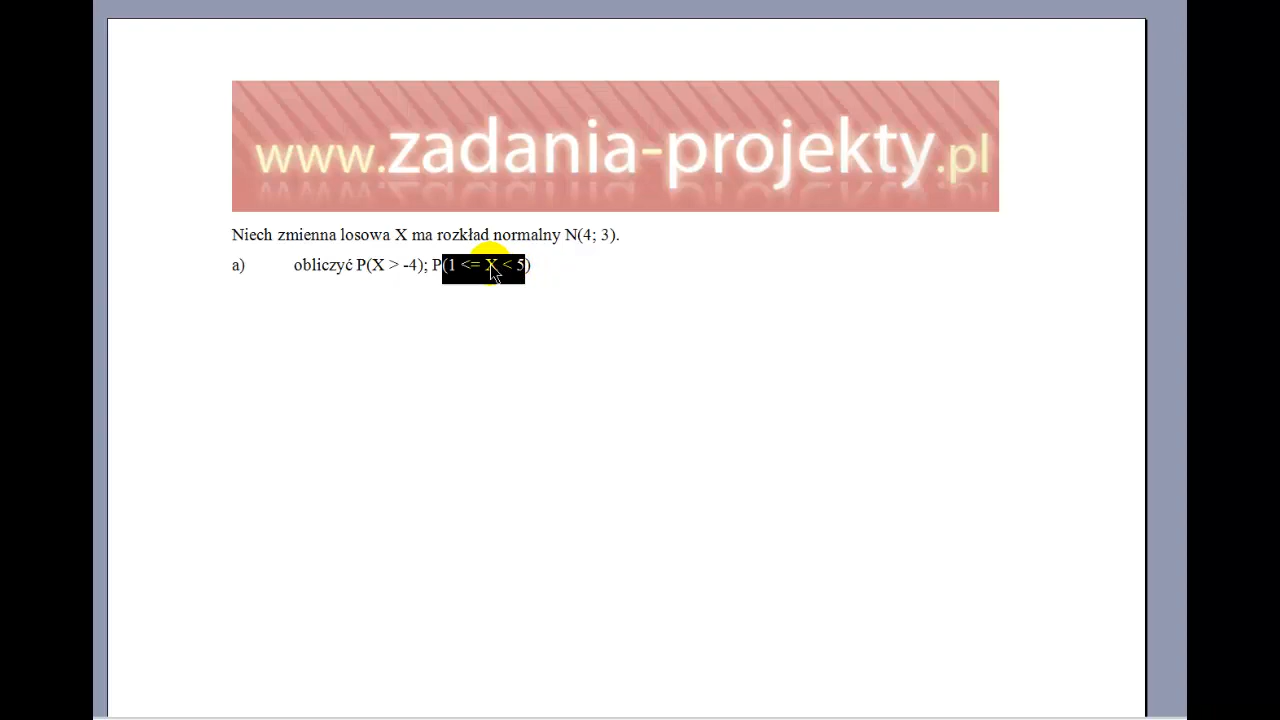 www.zadania-projekty.pl
Niech zmienna losowa X ma rozkład normalny N(4; 3).
a) obliczyć P(X > -4); P(1 <= X < 5)